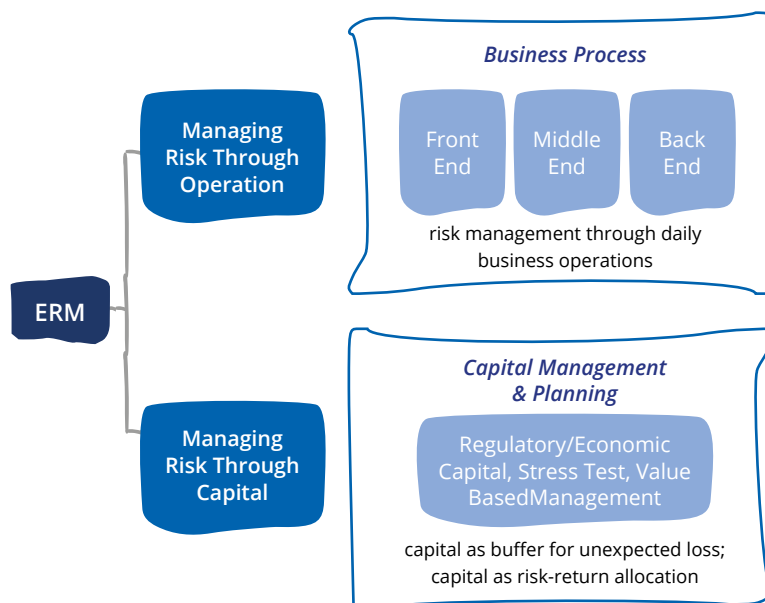 Business Process
Managing
Risk Through
Operation
Front
End
Middle
End
Back
End
risk management through daily
business operations
ERM
Capital Management
& Planning
Managing
Risk Through
Capital
Regulatory/Economic
Capital, Stress Test, Value
BasedManagement
capital as buffer for unexpected loss;
capital as risk-return allocation